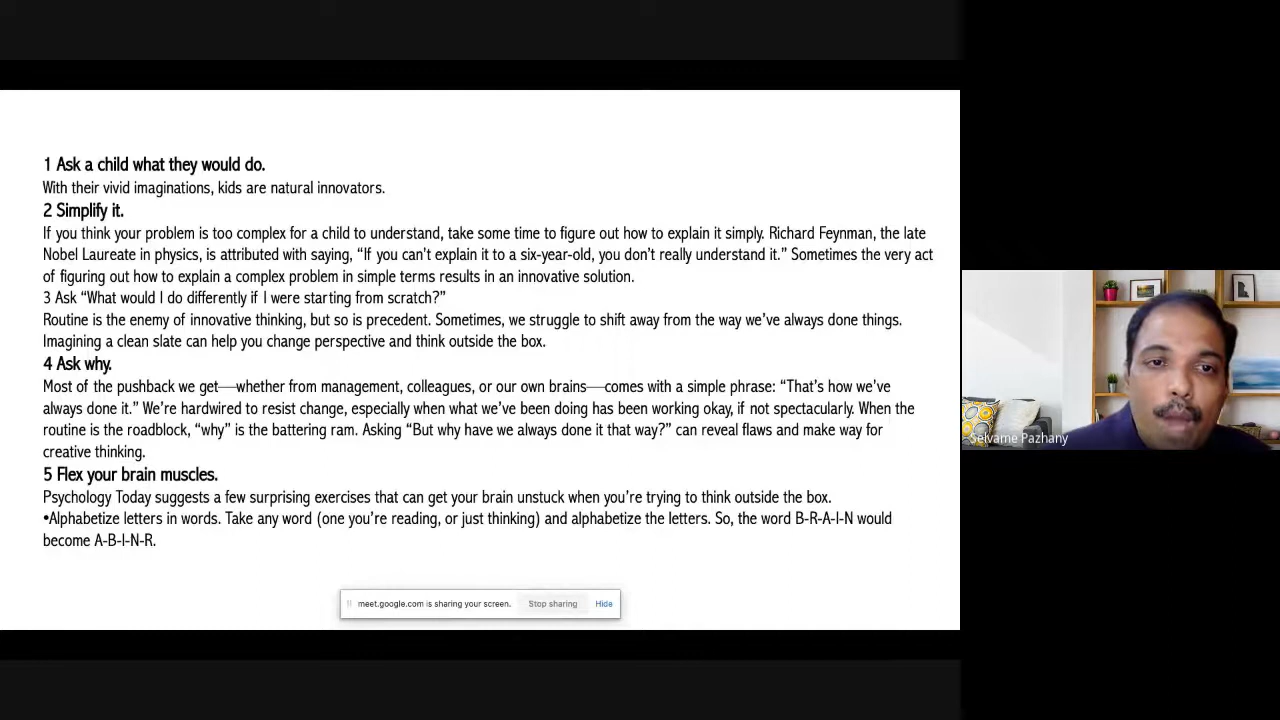 1 Ask a child what they would do.
With their vivid imaginations, kids are natural innovators.
2 Simplify it.
If you think your problem is too complex for a child to understand, take some time to figure out how to explain it simply. Richard Feynman, the late
Nobel Laureate in physics, is attributed with saying, “If you can't explain it to a six-year-old, you don’t really understand it.” Sometimes the very act
of figuring out how to explain a complex problem in simple terms results in an innovative solution.
3 Ask “What would I do differently if I were starting from scratch?”
Routine is the enemy of innovative thinking, but so is precedent. Sometimes, we struggle to shift away from the way we’ve always done things.
Imagining a clean slate can help you change perspective and think outside the box.
4 Ask why.
Most of the pushback we get—whether from management, colleagues, or our own brains—comes with a simple phrase: “That’s how we’ve
always done it.” We’re hardwired to resist change, especially when what we’ve been doing has been working okay, if not spectacularly. When the
routine is the roadblock, “why” is the battering ram. Asking “But why have we always done it that way?” can reveal flaws and make way for
creative thinking.
5 Flex your brain muscles.
Psychology Today suggests a few surprising exercises that can get your brain unstuck when you’re trying to think outside the box.
•Alphabetize letters in words. Take any word (one you’re reading, or just thinking) and alphabetize the letters. So, the word B-R-A-I-N would
become A-B-I-N-R.
meet.google.com is sharing your screen. Stop sharing Hide
Selvame Pazhany